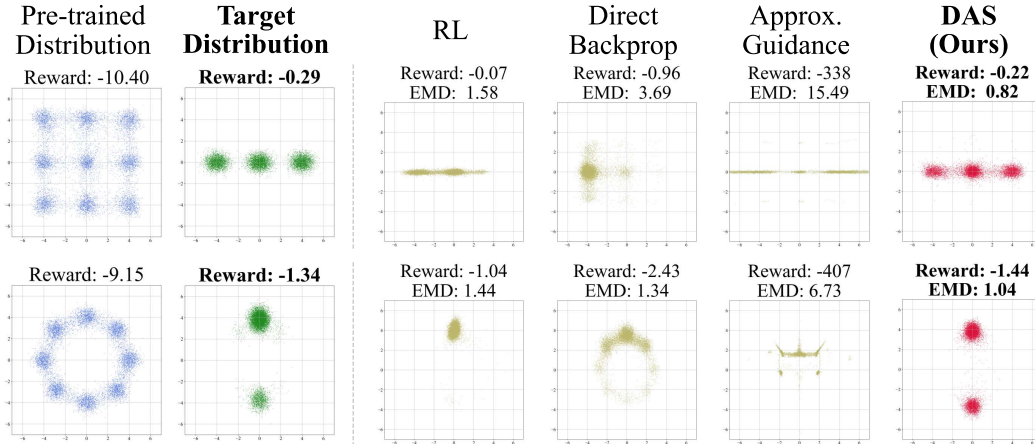 Pre-trained
Distribution
Target
Distribution
RL
Direct
Backprop
Approx.
Guidance
DAS
(Ours)
Reward: -10.40
Reward: -0.29
Reward: -0.07
EMD: 1.58
Reward: -0.96
EMD: 3.69
Reward: -338
EMD: 15.49
Reward: -0.22
EMD: 0.82
Reward: -9.15
Reward: -1.34
Reward: -1.04
EMD: 1.44
Reward: -2.43
EMD: 1.34
Reward: -407
EMD: 6.73
Reward: -1.44
EMD: 1.04